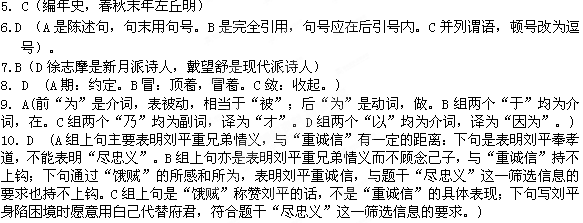 5. C（编年史，春秋末年左丘明）
6.D （A是陈述句，句末用句号。B是完全引用，句号应在后引号内。C并列谓语，顿号改为逗
号）。
7.B（D徐志摩是新月派诗人，戴望舒是现代派诗人）
8. D （A期：约定。B冒：顶着，冒着。C敛：收起。）
9. A(前“为”是介词，表被动，相当于“被”；后“为”是动词，做。B组两个“于”均为介
词，在。C组两个“乃”均为副词，译为“才”。D组两个“以”均为介词，译为“因为”。)
10. D （A组上句主要表明刘平重兄弟情义，与“重诚信”有一定的距离；下句是表明刘平奉孝
道，不能表明“尽忠义”。B组上句亦是表明刘平重兄弟情义而不顾念己子，与“重诚信”持不
上钩；下句通过“饿贼”的所感和所为，表明刘平重诚信，与题干“尽忠义”这一筛选信息的
要求也持不上钩。C组上句是“饿贼”称赞刘平的话，不是“重诚信”的具体表现；下句写刘平
身陷困境时愿意用白己代替府君，符合题干“尽忠义”这一筛选信息的要求。）